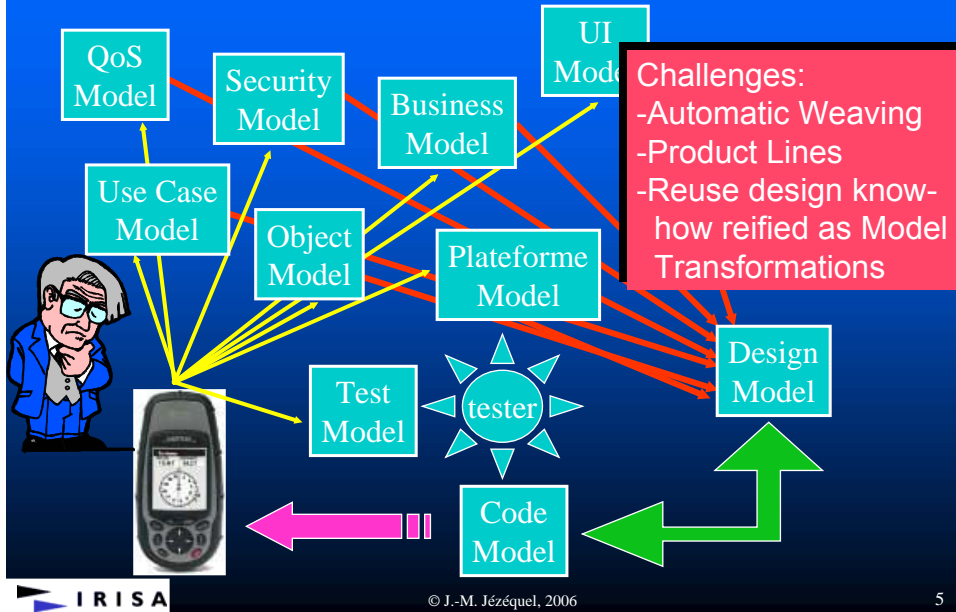 QoS
Model
Security
Model
Business
Model
UI
Mode
Challenges:
-Automatic Weaving
-Product Lines
-Reuse design know-
how reified as Model
Transformations
Use Case
Model
Object
Model
Plateforme
Model
Design
Model
Test
Model
tester
Code
Model
IRISA
© J.-M. Jézéquel, 2006
5